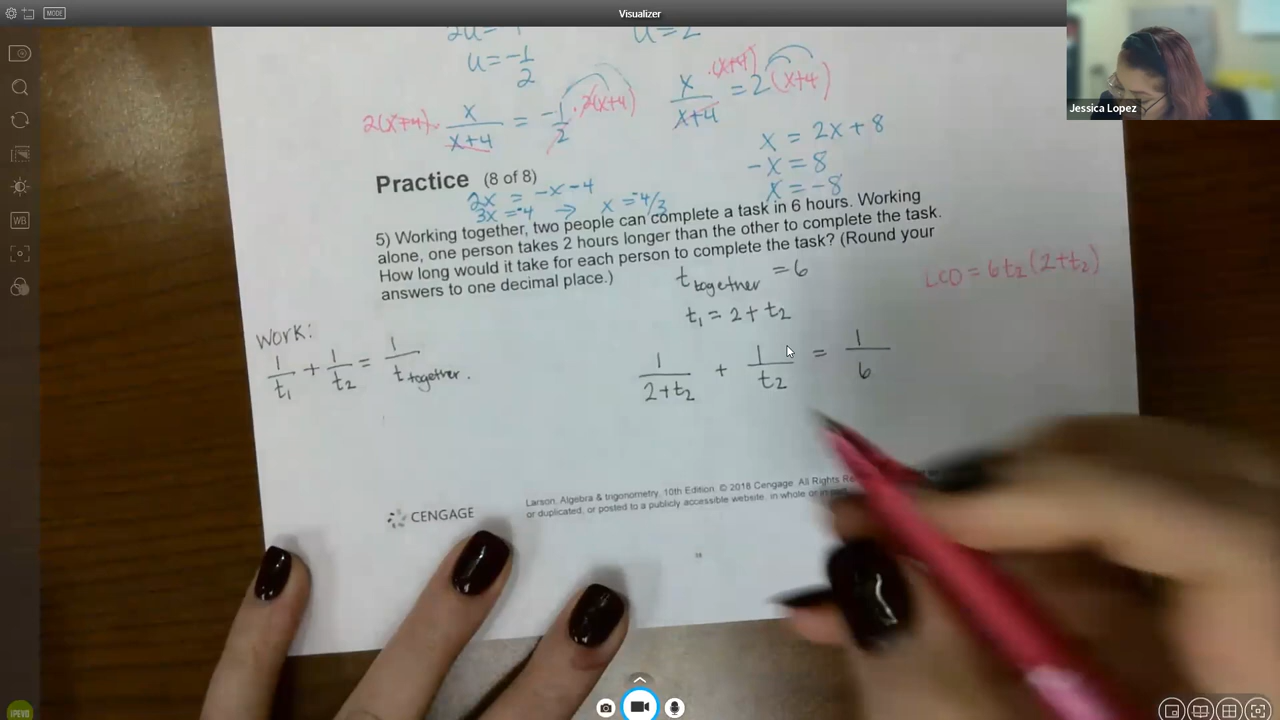 MODE
Visualizer
Jessica Lopez
WB
u = -1/2
u = 2
2(x+4) · x/(x+4) = -1/2 · 2(x+4)
x/(x+4) · (x+4) = 2 (x+4)
x = 2x + 8
-x = 8
x = -8
Practice (8 of 8)
2x = -x - 4
3x = -4 → x = -4/3
5) Working together, two people can complete a task in 6 hours. Working
alone, one person takes 2 hours longer than the other to complete the task.
How long would it take for each person to complete the task? (Round your
answers to one decimal place.)
t together = 6
LCD = 6t₂(2+t₂)
t₁ = 2 + t₂
Work:
1/t₁ + 1/t₂ = 1/t together.
1/(2+t₂) + 1/t₂ = 1/6
CENGAGE
Larson, Algebra & trigonometry, 10th Edition. © 2018 Cengage. All Rights
or duplicated, or posted to a publicly accessible website, in whole or in
IPEVO